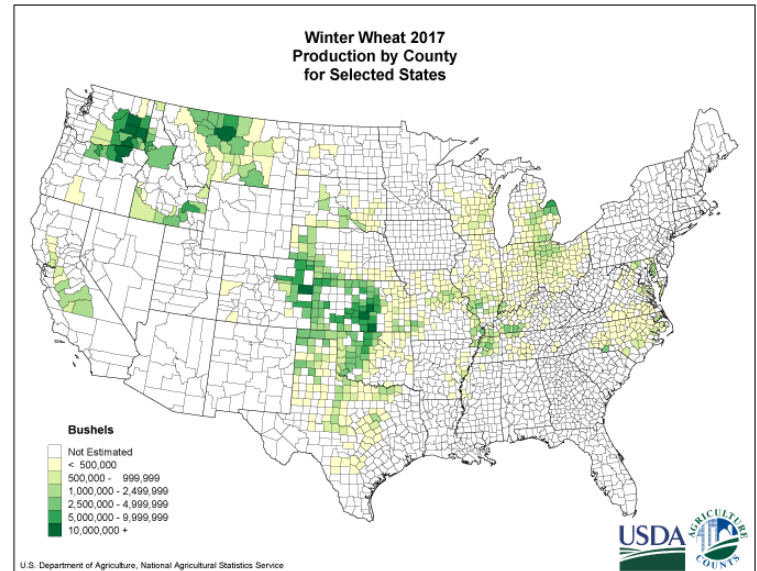 Winter Wheat 2017
Production by County
for Selected States
Bushels
Not Estimated
< 500,000
500,000 - 999,999
1,000,000 - 2,499,999
2,500,000 - 4,999,999
5,000,000 - 9,999,999
10,000,000 +
USDA
AGRICULTURE
COUNTS
U.S. Department of Agriculture, National Agricultural Statistics Service